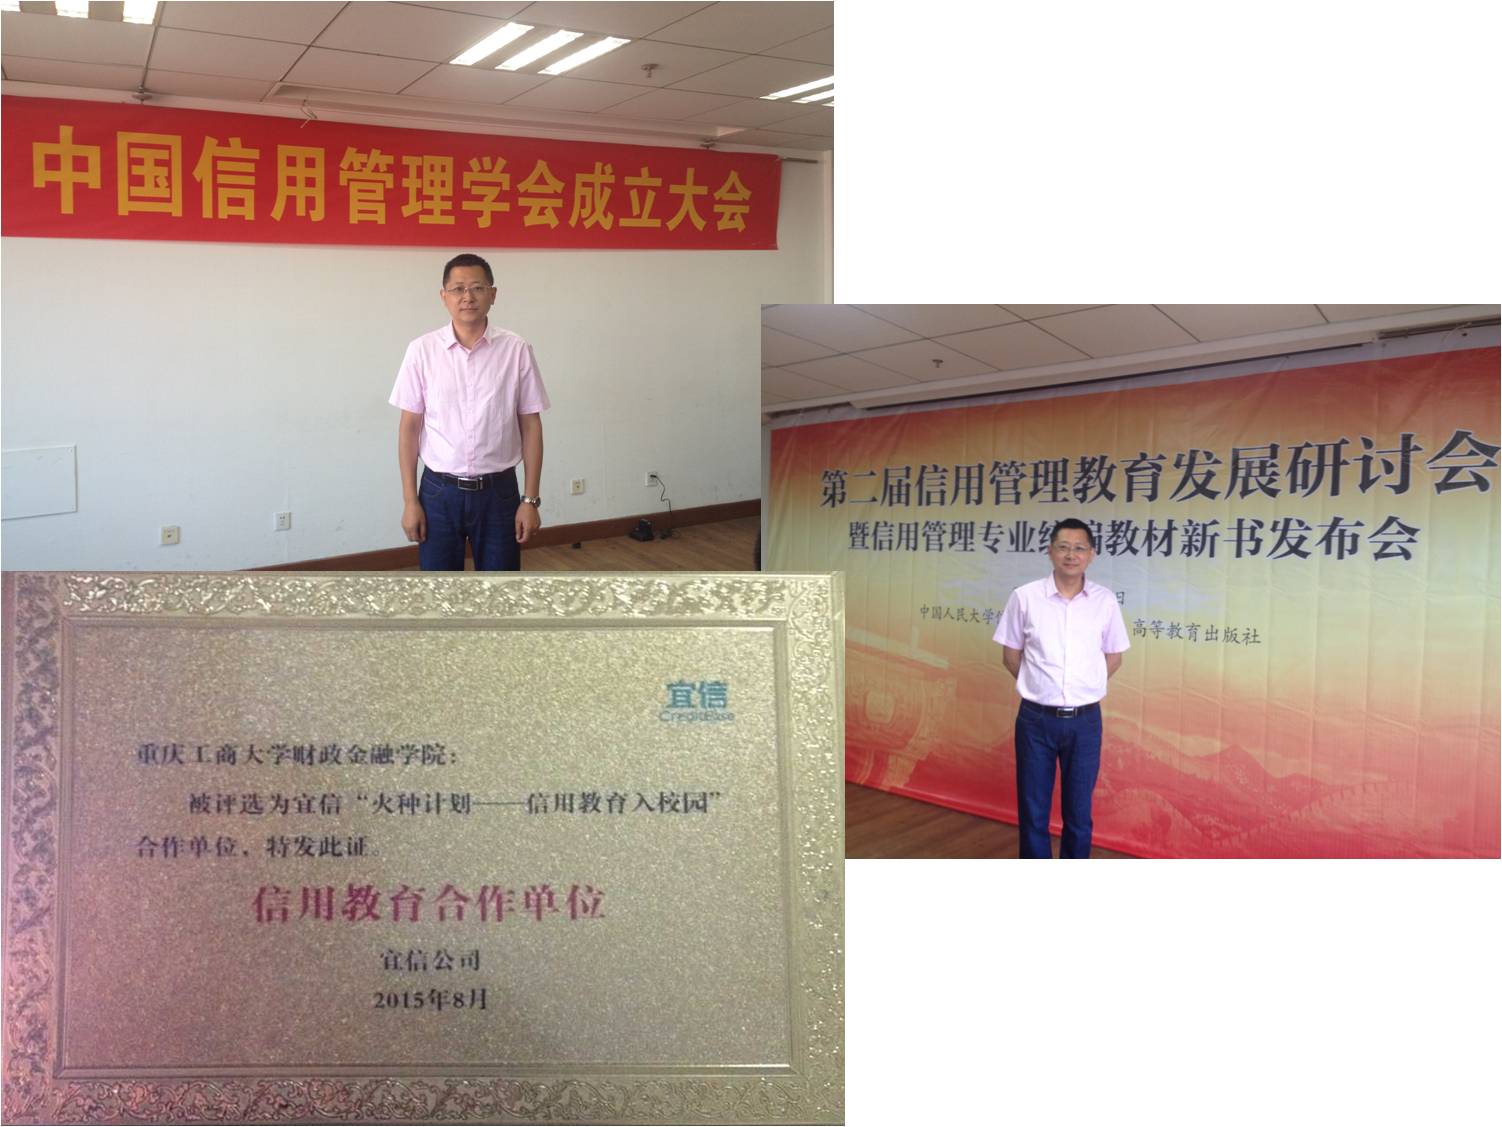 中国信用管理学会成立大会
第二届信用管理教育发展研讨会
暨信用管理专业统编教材新书发布会
日
中国人民大学
高等教育出版社
宜信
CreditEase
重庆工商大学财政金融学院：
被评选为宜信“火种计划——信用教育入校园”
合作单位，特发此证。
信用教育合作单位
宜信公司
2015年8月